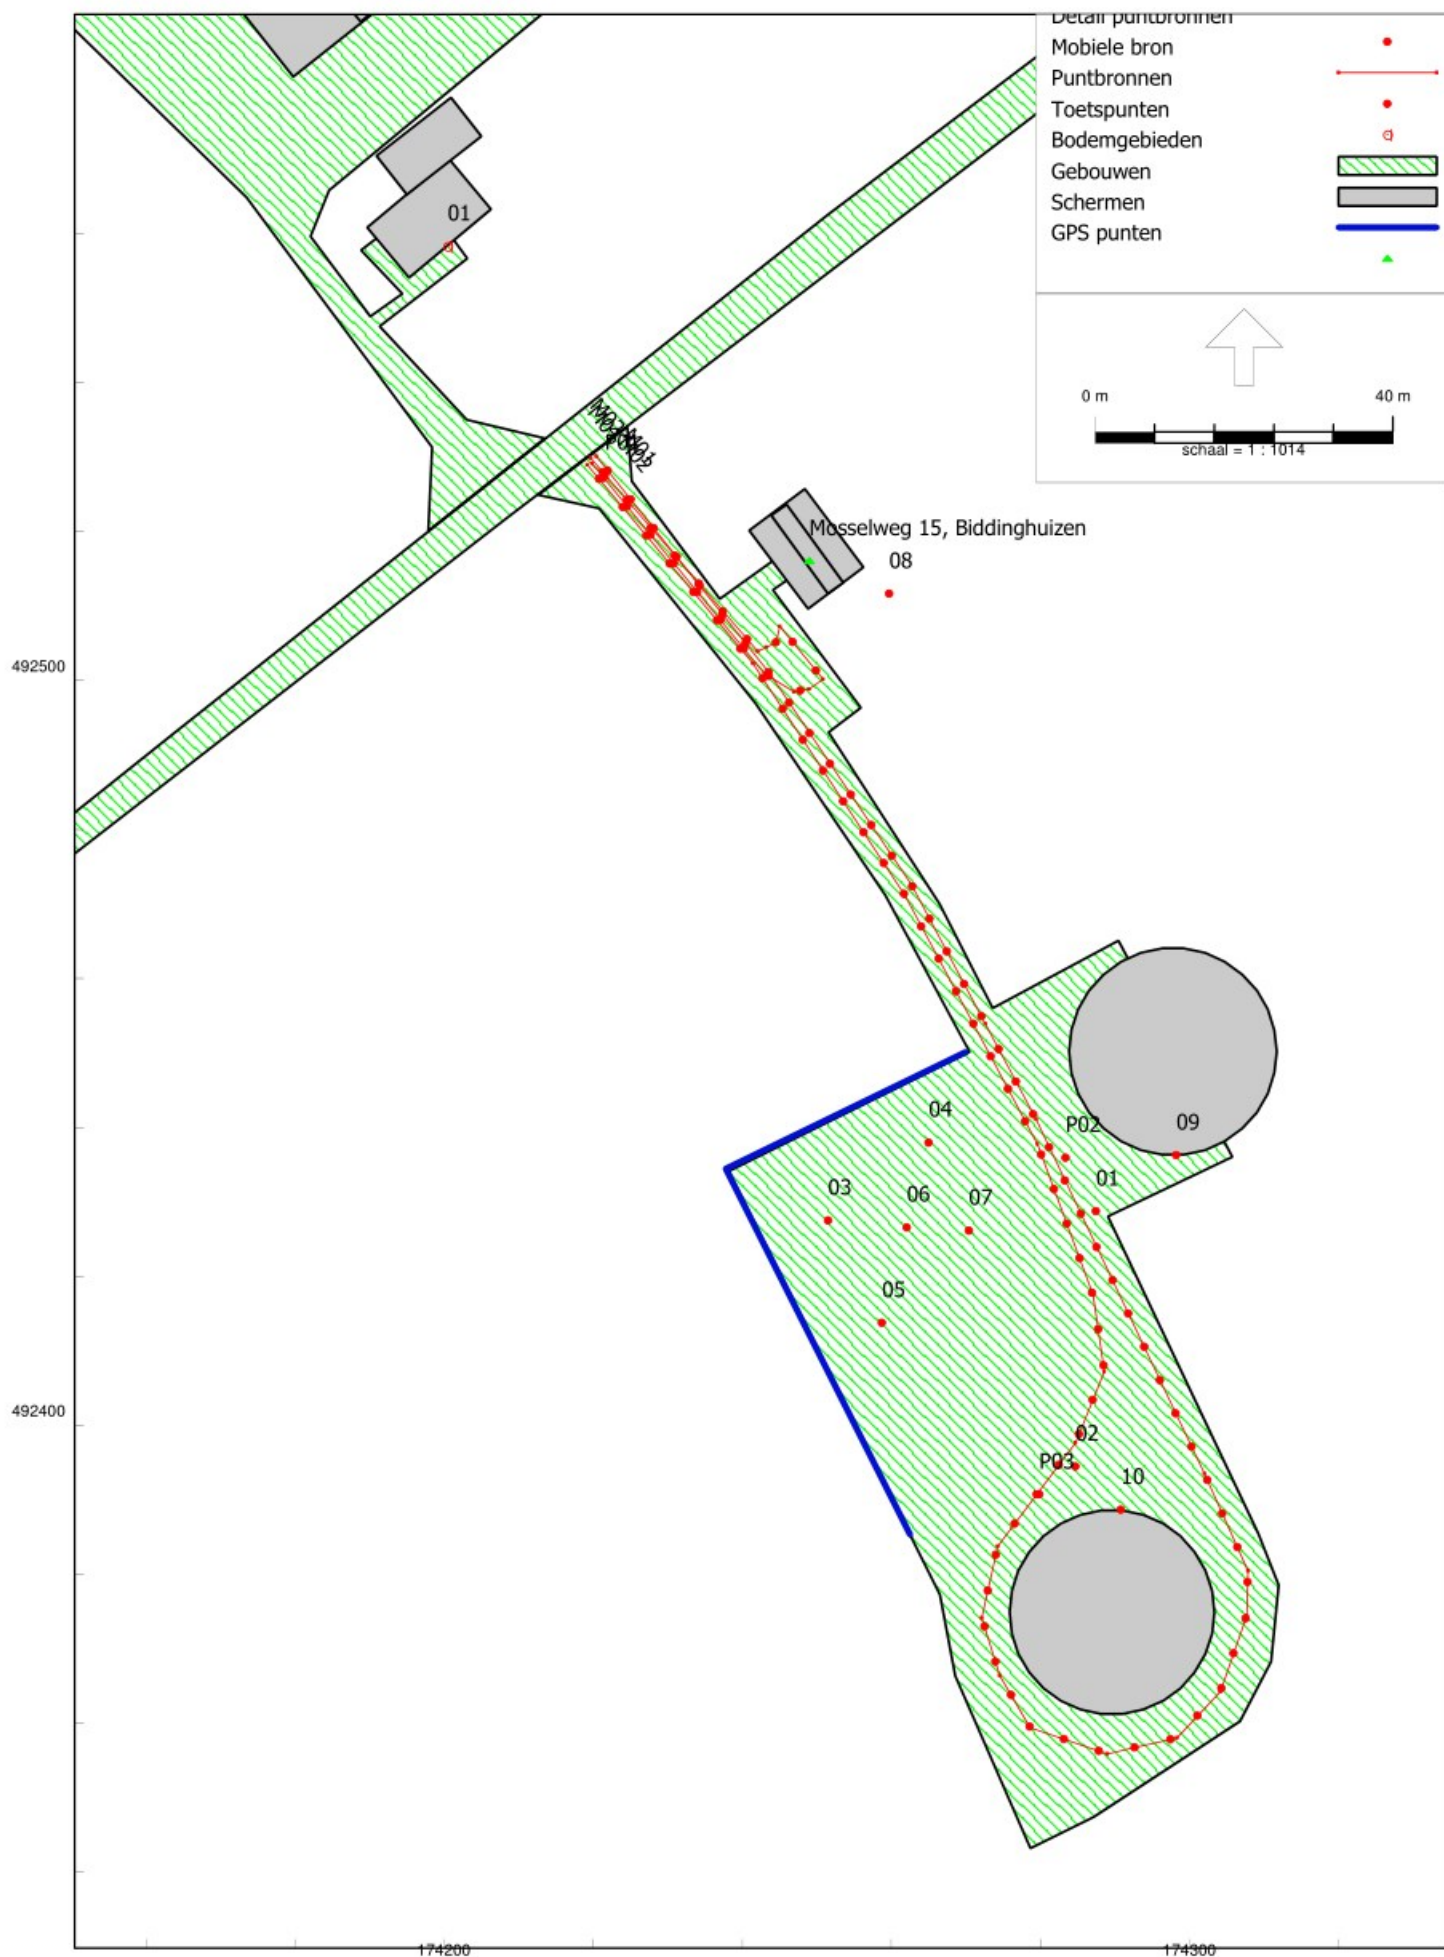 Detail puntbronnen
Mobiele bron
Puntbronnen
Toetspunten
Bodemgebieden
Gebouwen
Schermen
GPS punten
0 m 40 m
schaal = 1 : 1014
01
Mosselweg 15, Biddinghuizen
08
492500
04
P02
09
03
06
07
01
05
492400
02
P03
10
174200
174300